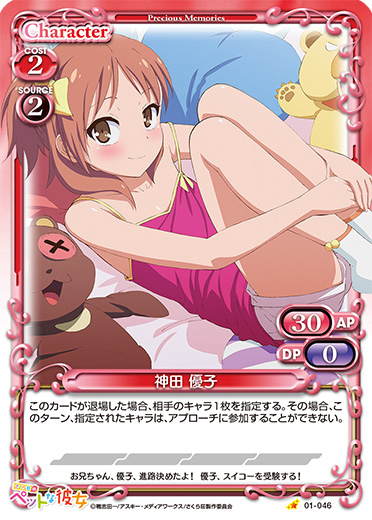 Precious Memories
Character
COST
2
SOURCE
2
30 AP
DP 0
神田 優子
このカードが退場した場合、相手のキャラ1枚を指定する。その場合、こ
のターン、指定されたキャラは、アプローチに参加することができない。
お兄ちゃん、優子、進路決めたよ! 優子、スイコーを受験する!
さくら荘の
ペットな彼女
©鴨志田一/アスキー・メディアワークス/さくら荘製作委員会
01-046